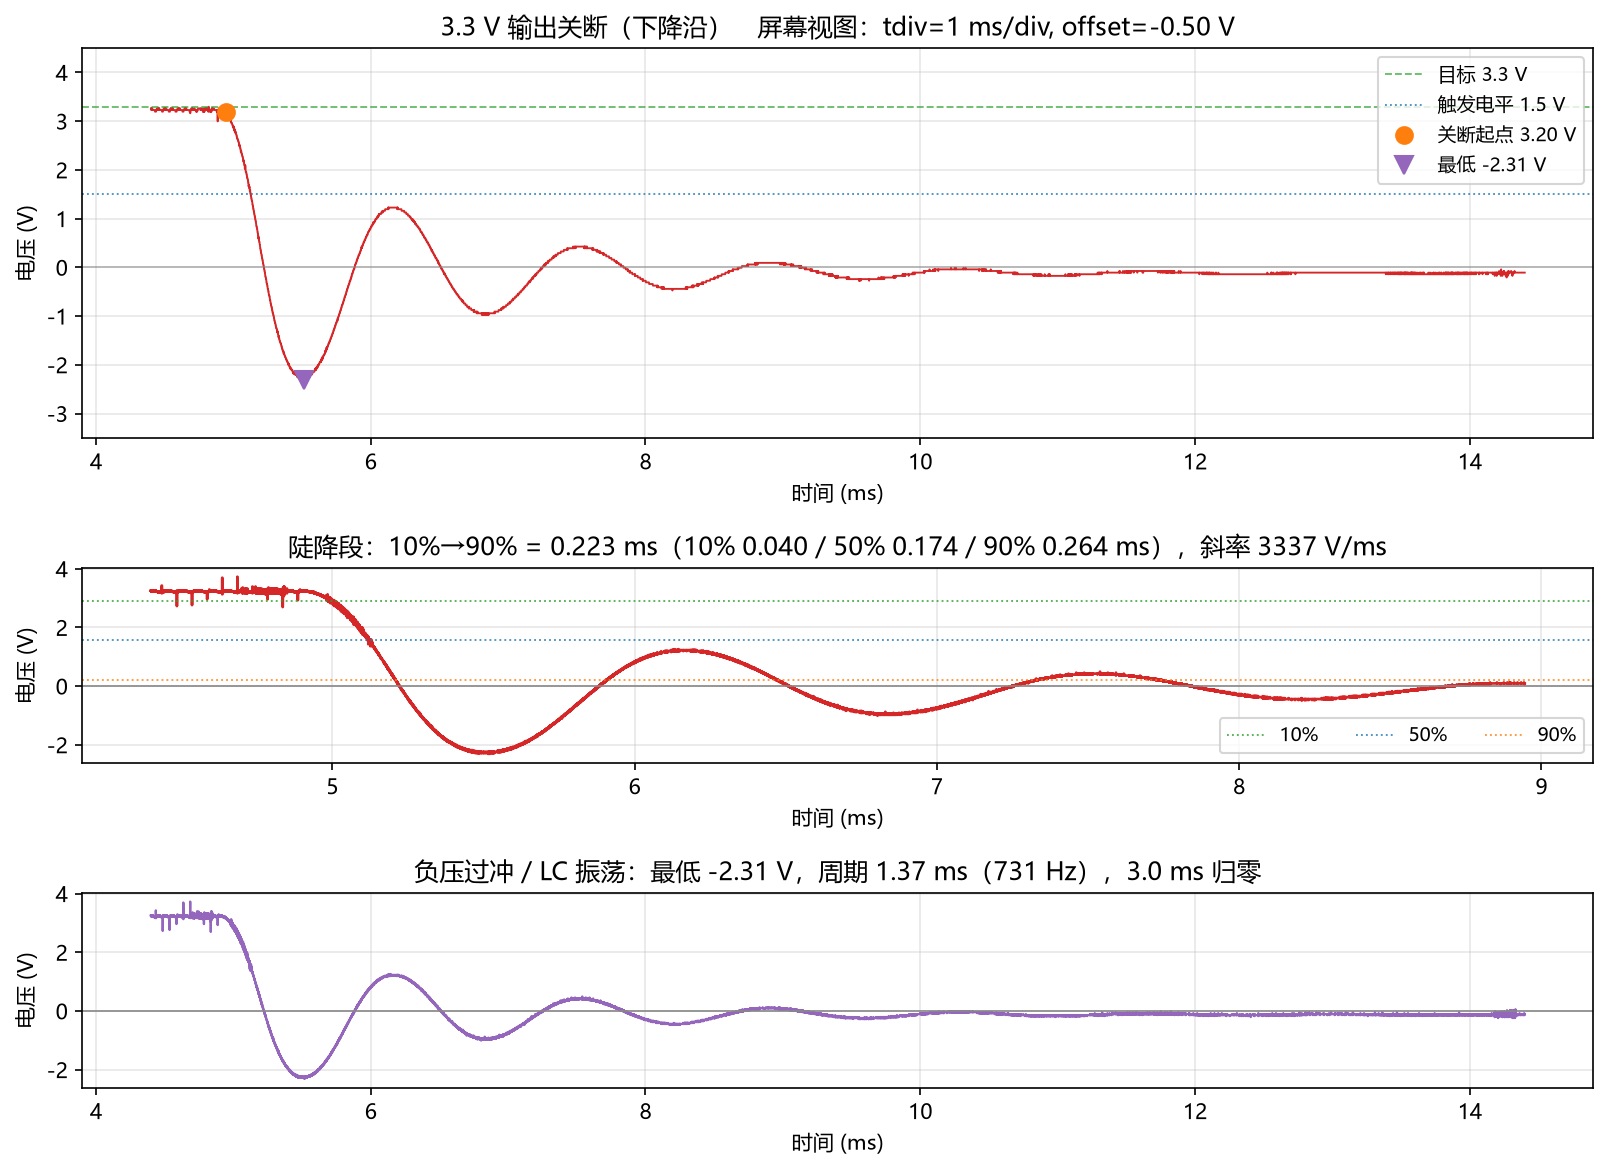 3.3 V 输出关断（下降沿）　屏幕视图：tdiv=1 ms/div, offset=-0.50 V
电压 (V)
4
3
2
1
0
-1
-2
-3
目标 3.3 V
触发电平 1.5 V
关断起点 3.20 V
最低 -2.31 V
4 6 8 10 12 14
时间 (ms)
陡降段：10%→90% = 0.223 ms（10% 0.040 / 50% 0.174 / 90% 0.264 ms），斜率 3337 V/ms
电压 (V)
4
2
0
-2
10% 50% 90%
5 6 7 8 9
时间 (ms)
负压过冲 / LC 振荡：最低 -2.31 V，周期 1.37 ms（731 Hz），3.0 ms 归零
电压 (V)
4
2
0
-2
4 6 8 10 12 14
时间 (ms)